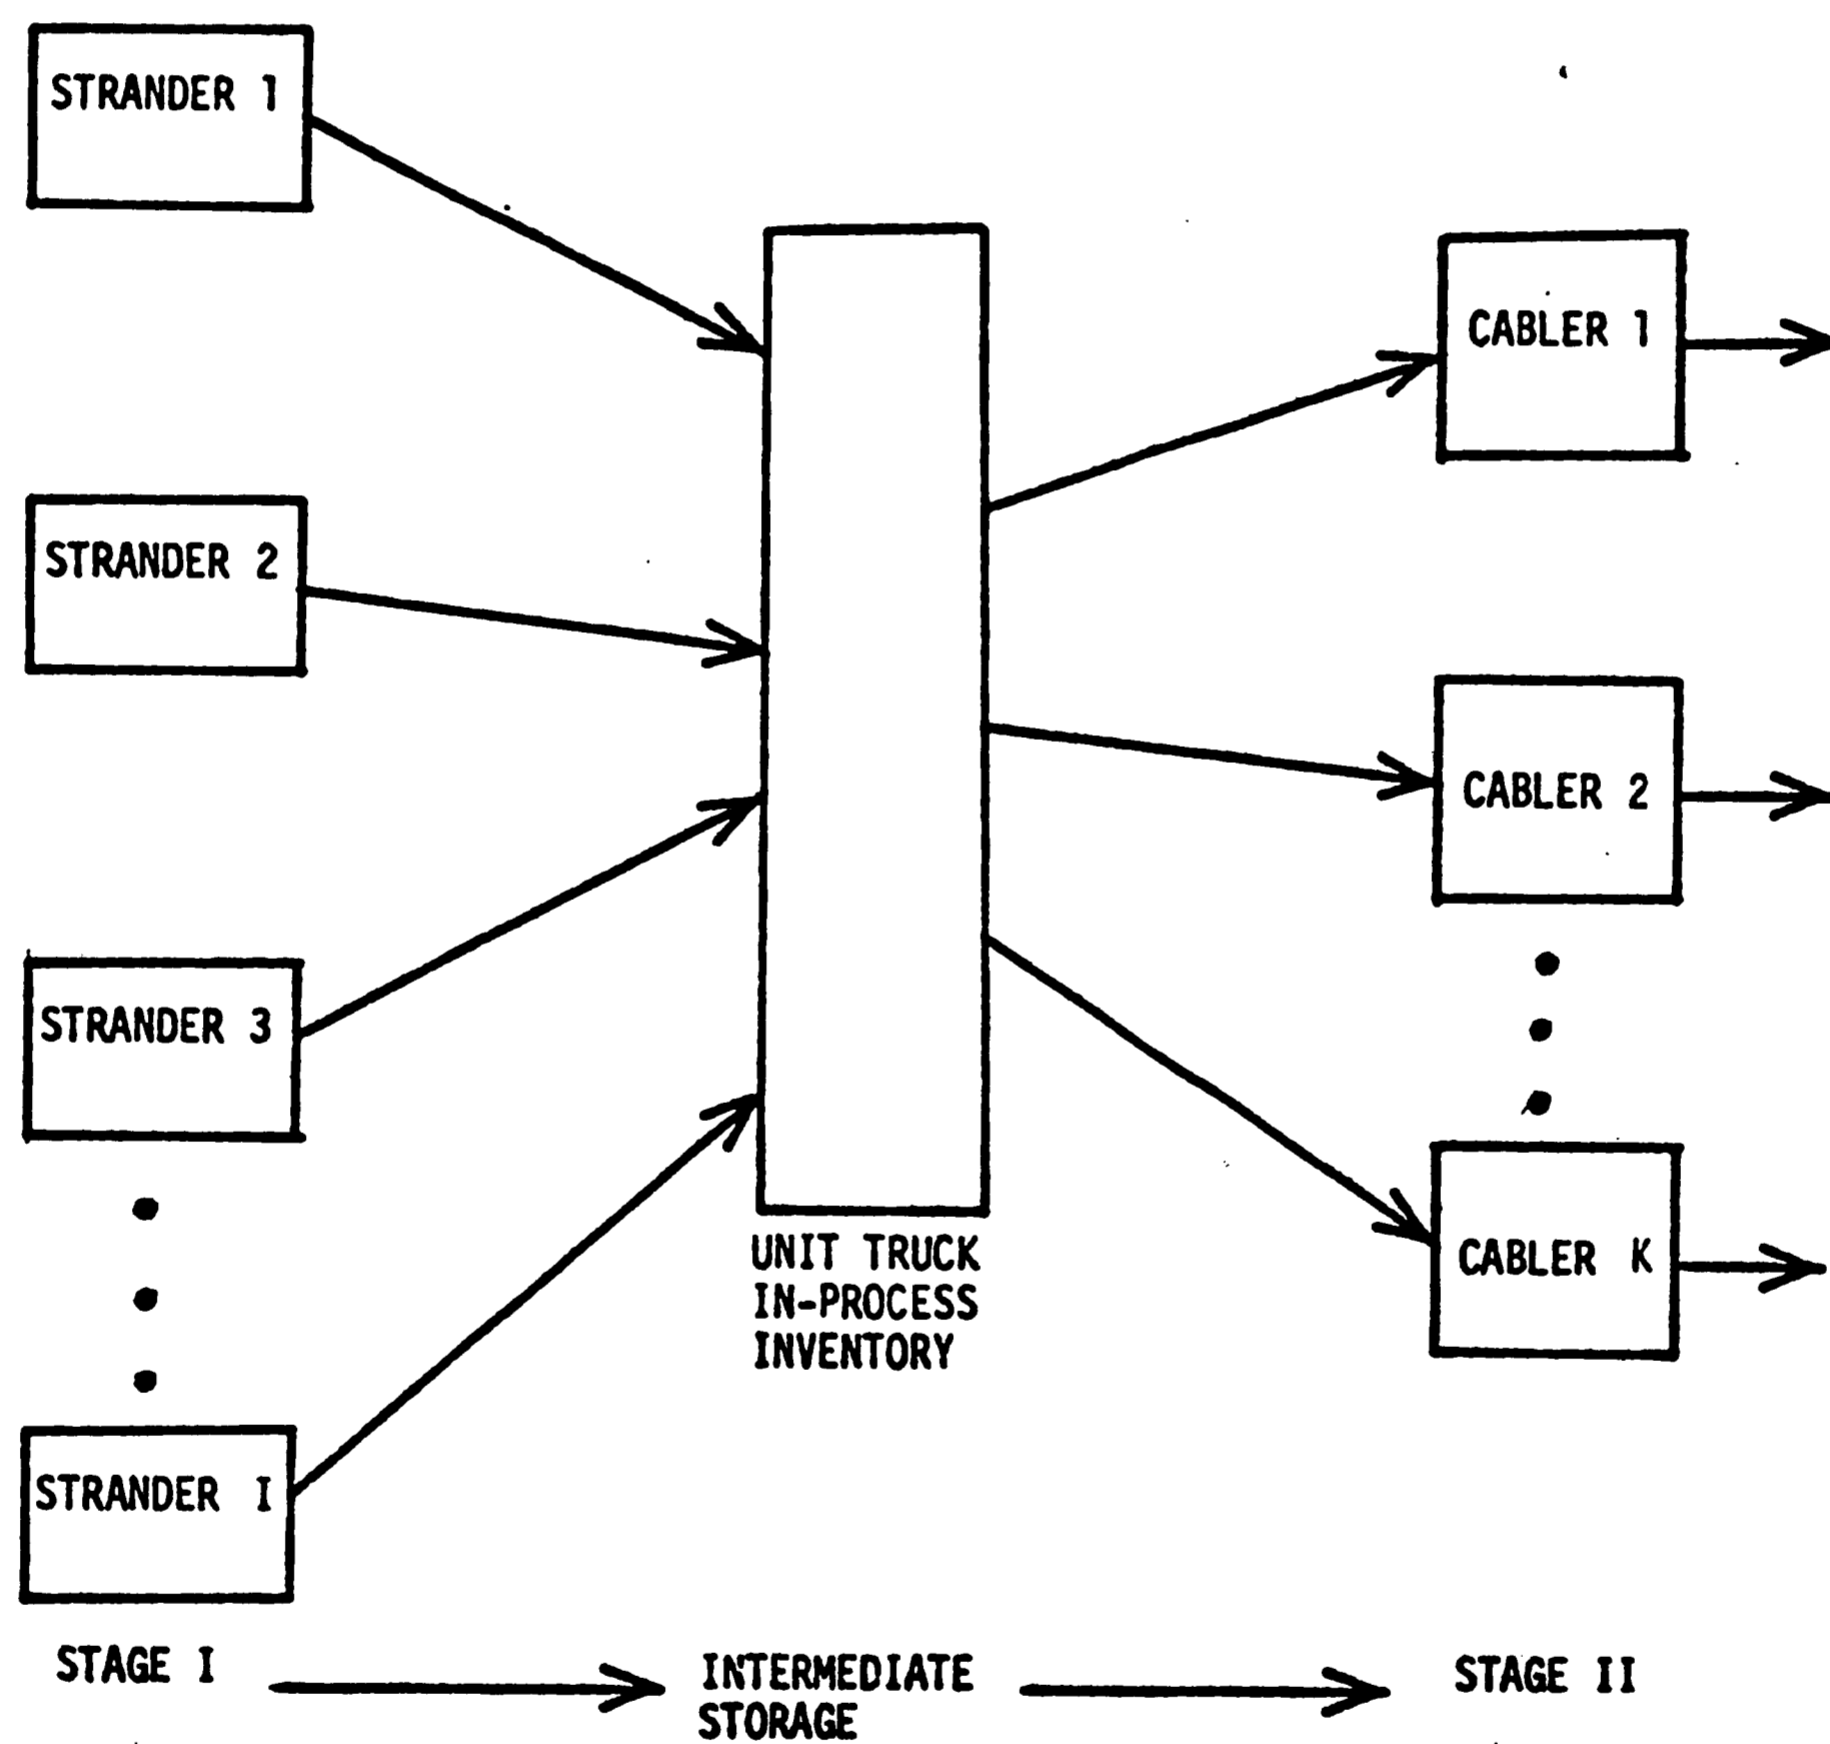 STRANDER 1
STRANDER 2
STRANDER 3
STRANDER I
UNIT TRUCK
IN-PROCESS
INVENTORY
CABLER 1
CABLER 2
CABLER K
STAGE I
INTERMEDIATE
STORAGE
STAGE II